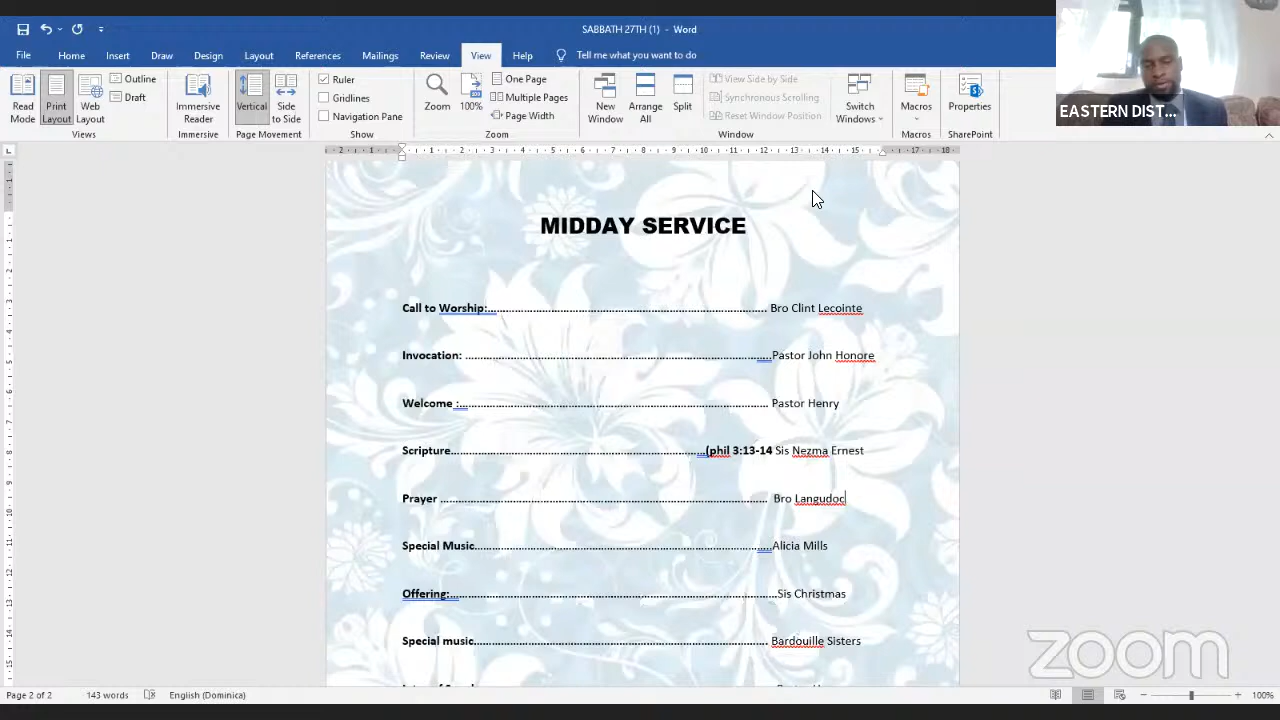 SABBATH 27TH (1) - Word
File Home Insert Draw Design Layout References Mailings Review View Help Tell me what you want to do
Read Mode
Print Layout
Web Layout
Outline
Draft
Views
Immersive Reader
Immersive
Vertical
Side to Side
Page Movement
Ruler
Gridlines
Navigation Pane
Show
Zoom
100%
One Page
Multiple Pages
Page Width
Zoom
New Window
Arrange All
Split
View Side by Side
Synchronous Scrolling
Reset Window Position
Window
Switch Windows
Macros
Macros
Properties
SharePoint
EASTERN DIST...
MIDDAY SERVICE
Call to Worship:............................................................ Bro Clint Lecointe
Invocation: ............................................................Pastor John Honore
Welcome :............................................................ Pastor Henry
Scripture............................................................(phil 3:13-14 Sis Nezma Ernest
Prayer ............................................................ Bro Langudoc
Special Music............................................................Alicia Mills
Offering:............................................................Sis Christmas
Special music............................................................ Bardouille Sisters
zoom
Page 2 of 2 143 words English (Dominica) 100%